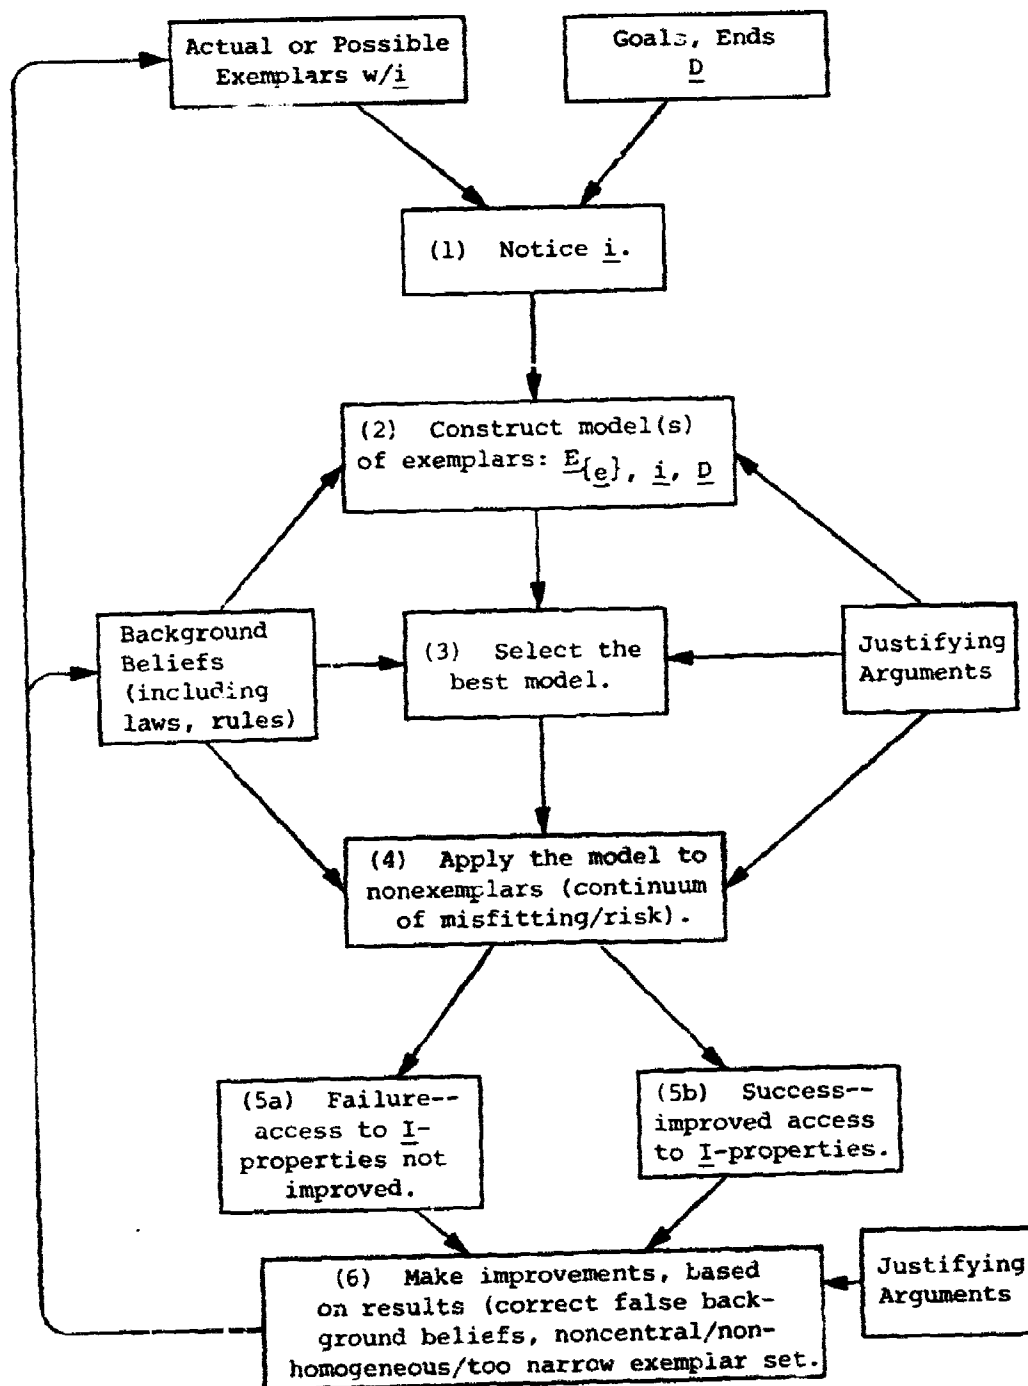 Actual or Possible
Exemplars w/i
Goals, Ends
D
(1) Notice i.
(2) Construct model(s)
of exemplars: E{e}, i, D
Background
Beliefs
(including
laws, rules)
(3) Select the
best model.
Justifying
Arguments
(4) Apply the model to
nonexemplars (continuum
of misfitting/risk).
(5a) Failure--
access to I-
properties not
improved.
(5b) Success--
improved access
to I-properties.
(6) Make improvements, based
on results (correct false back-
ground beliefs, noncentral/non-
homogeneous/too narrow exemplar set.
Justifying
Arguments